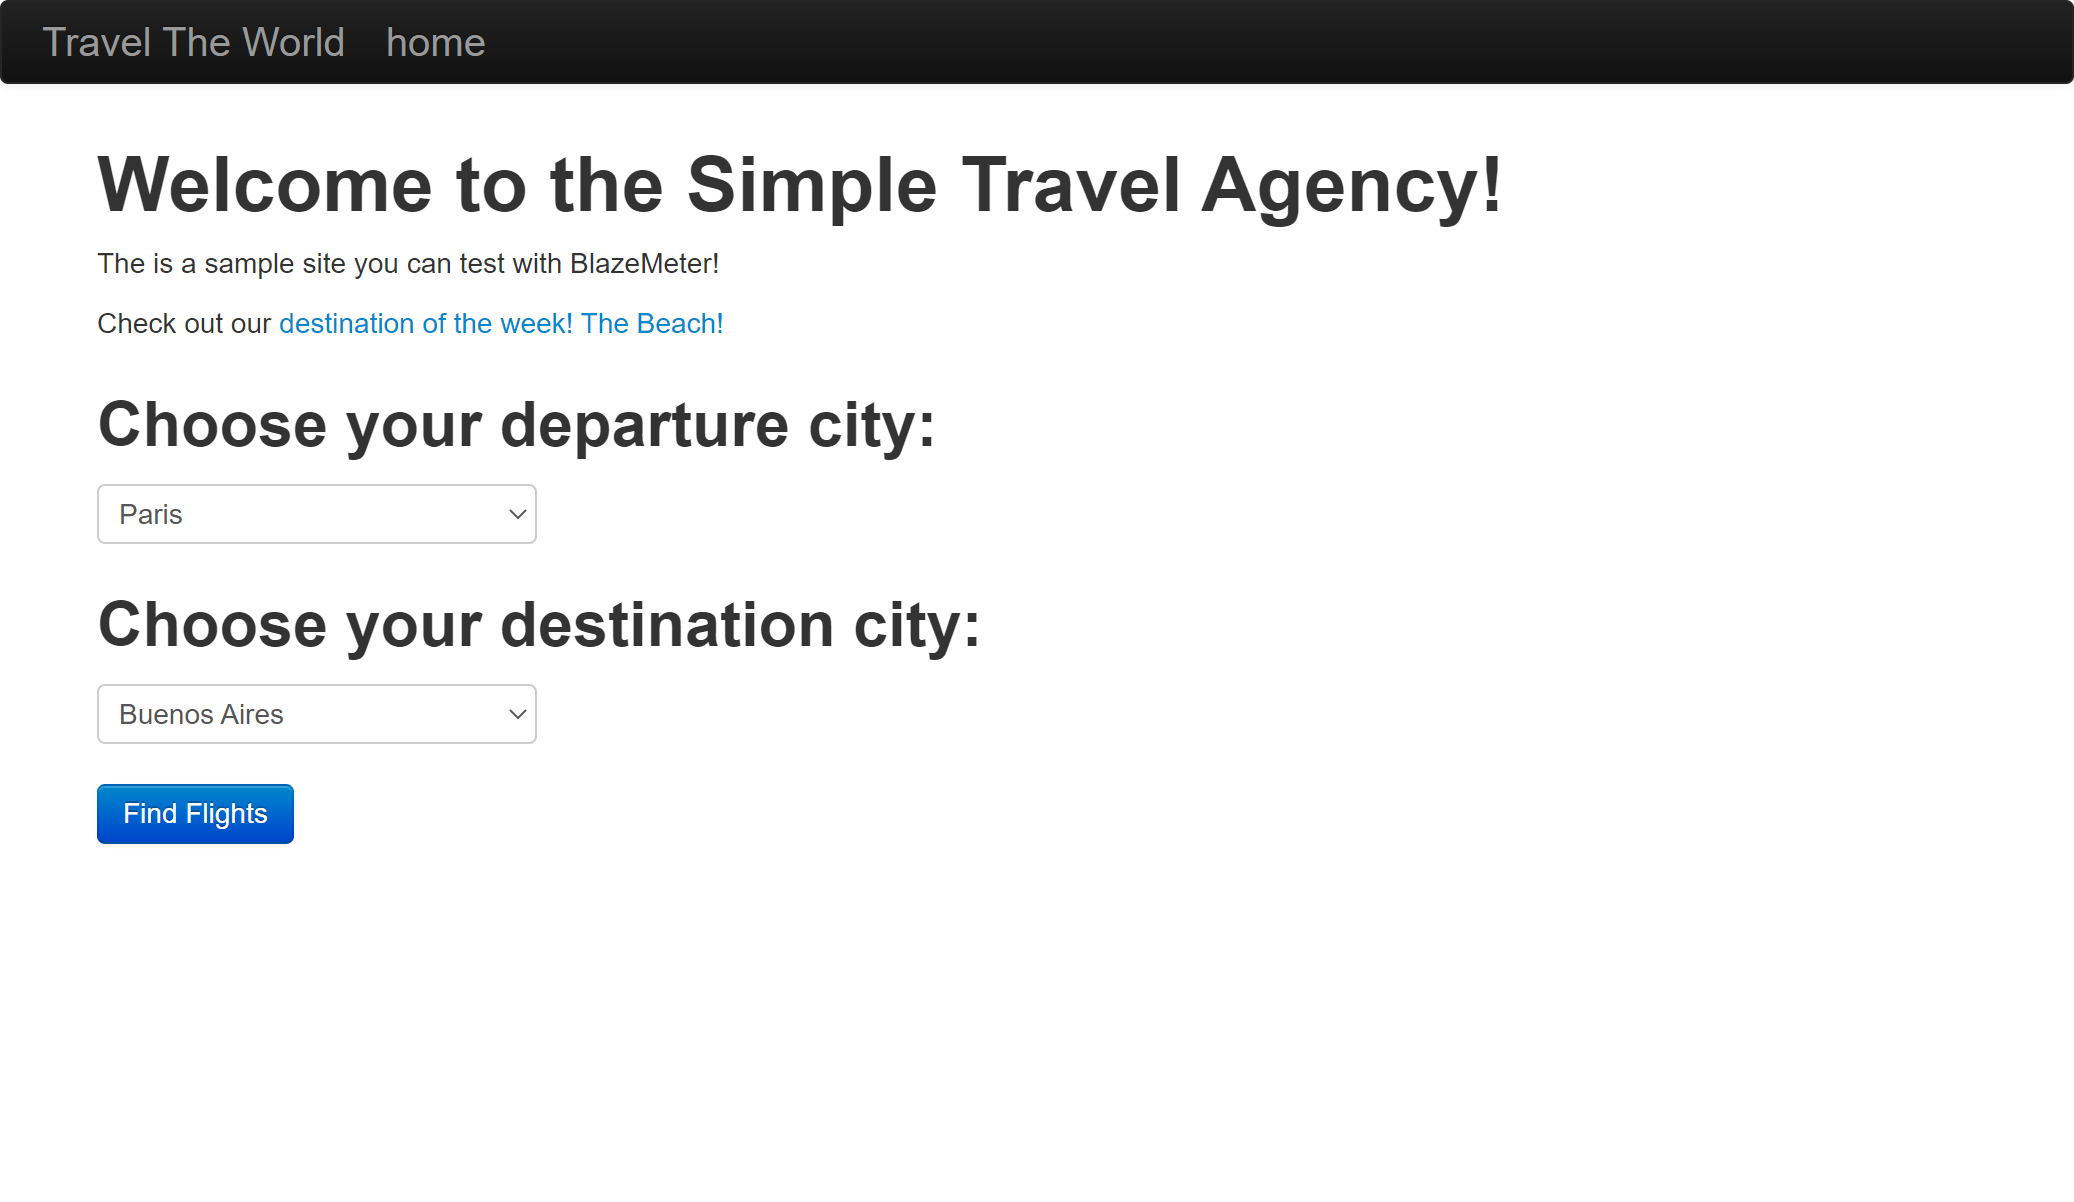 Travel The World home
Welcome to the Simple Travel Agency!
The is a sample site you can test with BlazeMeter!
Check out our destination of the week! The Beach!
Choose your departure city:
Paris
Choose your destination city:
Buenos Aires
Find Flights